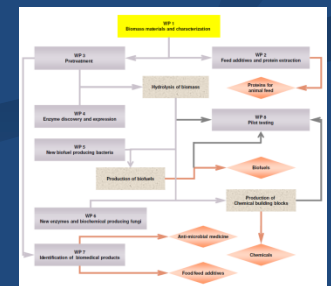 WP 1
Biomass materials and characterization
WP 3
Pretreatment
WP 2
Feed additives and protein extraction
Hydrolysis of biomass
Proteins for
animal feed
WP 4
Enzyme discovery and expression
WP 8
Pilot testing
WP 5
New biofuel producing bacteria
Biofuels
Production of biofuels
Production of
Chemical building blocks
WP 6
New enzymes and biochemical producing fungi
WP 7
Identification of biomedical products
Anti-microbial medicine
Chemicals
Food/feed additives